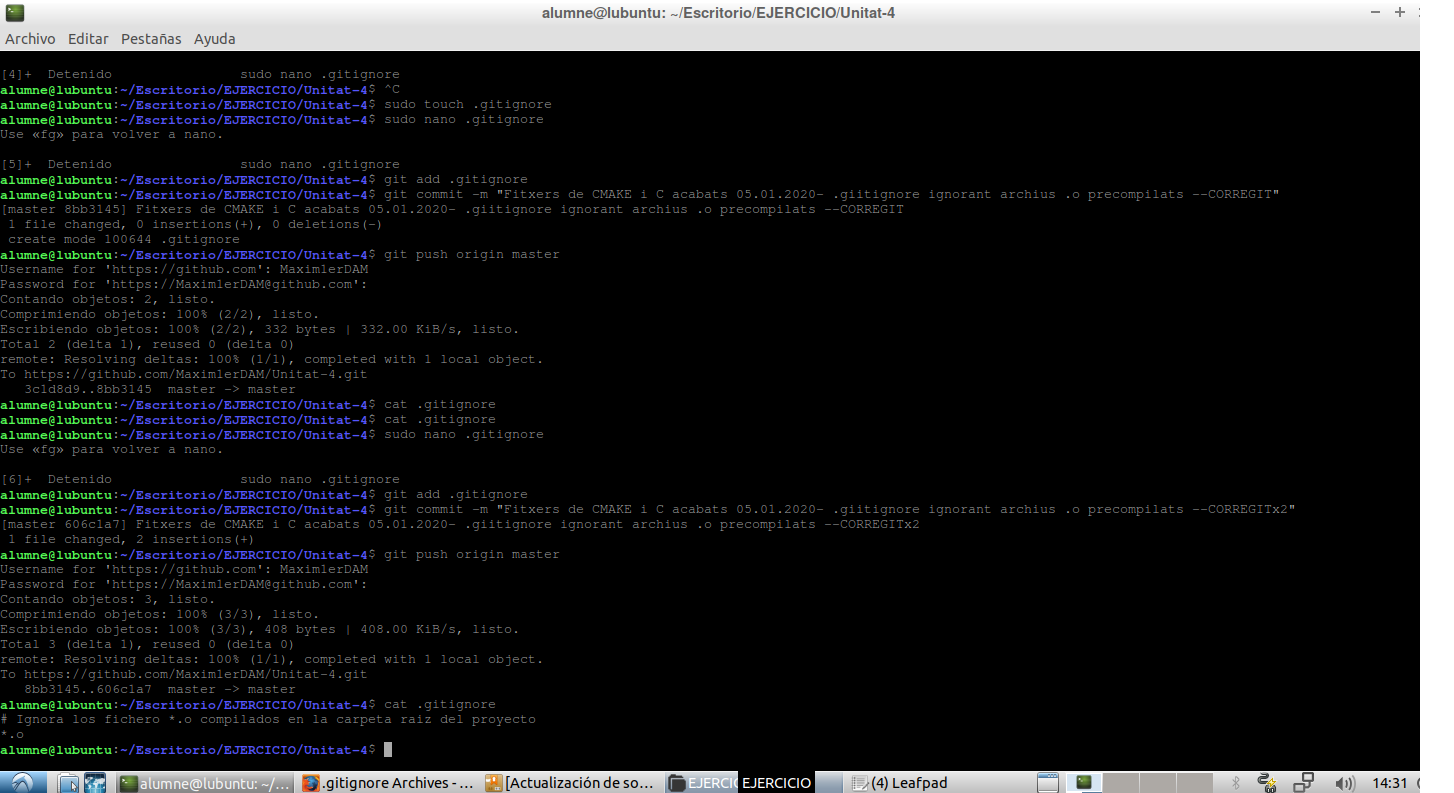 alumne@lubuntu: ~/Escritorio/EJERCICIO/Unitat-4
Archivo Editar Pestañas Ayuda
[4]+  Detenido                sudo nano .gitignore
alumne@lubuntu:~/Escritorio/EJERCICIO/Unitat-4$ ^C
alumne@lubuntu:~/Escritorio/EJERCICIO/Unitat-4$ sudo touch .gitignore
alumne@lubuntu:~/Escritorio/EJERCICIO/Unitat-4$ sudo nano .gitignore
Use «fg» para volver a nano.
[5]+  Detenido                sudo nano .gitignore
alumne@lubuntu:~/Escritorio/EJERCICIO/Unitat-4$ git add .gitignore
alumne@lubuntu:~/Escritorio/EJERCICIO/Unitat-4$ git commit -m "Fitxers de CMAKE i C acabats 05.01.2020- .giitignore ignorant archius .o precompilats --CORREGIT"
[master 8bb3145] Fitxers de CMAKE i C acabats 05.01.2020- .giitignore ignorant archius .o precompilats --CORREGIT
 1 file changed, 0 insertions(+), 0 deletions(-)
 create mode 100644 .gitignore
alumne@lubuntu:~/Escritorio/EJERCICIO/Unitat-4$ git push origin master
Username for 'https://github.com': Maxim1erDAM
Password for 'https://Maxim1erDAM@github.com':
Contando objetos: 2, listo.
Comprimiendo objetos: 100% (2/2), listo.
Escribiendo objetos: 100% (2/2), 332 bytes | 332.00 KiB/s, listo.
Total 2 (delta 1), reused 0 (delta 0)
remote: Resolving deltas: 100% (1/1), completed with 1 local object.
To https://github.com/Maxim1erDAM/Unitat-4.git
   3c1d8d9..8bb3145  master -> master
alumne@lubuntu:~/Escritorio/EJERCICIO/Unitat-4$ cat .gitignore
alumne@lubuntu:~/Escritorio/EJERCICIO/Unitat-4$ cat .gitignore
alumne@lubuntu:~/Escritorio/EJERCICIO/Unitat-4$ sudo nano .gitignore
Use «fg» para volver a nano.
[6]+  Detenido                sudo nano .gitignore
alumne@lubuntu:~/Escritorio/EJERCICIO/Unitat-4$ git add .gitignore
alumne@lubuntu:~/Escritorio/EJERCICIO/Unitat-4$ git commit -m "Fitxers de CMAKE i C acabats 05.01.2020- .giitignore ignorant archius .o precompilats --CORREGITx2"
[master 606c1a7] Fitxers de CMAKE i C acabats 05.01.2020- .giitignore ignorant archius .o precompilats --CORREGITx2
 1 file changed, 2 insertions(+)
alumne@lubuntu:~/Escritorio/EJERCICIO/Unitat-4$ git push origin master
Username for 'https://github.com': Maxim1erDAM
Password for 'https://Maxim1erDAM@github.com':
Contando objetos: 3, listo.
Comprimiendo objetos: 100% (3/3), listo.
Escribiendo objetos: 100% (3/3), 408 bytes | 408.00 KiB/s, listo.
Total 3 (delta 1), reused 0 (delta 0)
remote: Resolving deltas: 100% (1/1), completed with 1 local object.
To https://github.com/Maxim1erDAM/Unitat-4.git
   8bb3145..606c1a7  master -> master
alumne@lubuntu:~/Escritorio/EJERCICIO/Unitat-4$ cat .gitignore
# Ignora los fichero *.o compilados en la carpeta raiz del proyecto
*.o
alumne@lubuntu:~/Escritorio/EJERCICIO/Unitat-4$
alumne@lubuntu: ~/... .gitignore Archives - ... [Actualización de so... EJERCIC EJERCICIO (4) Leafpad 14:31